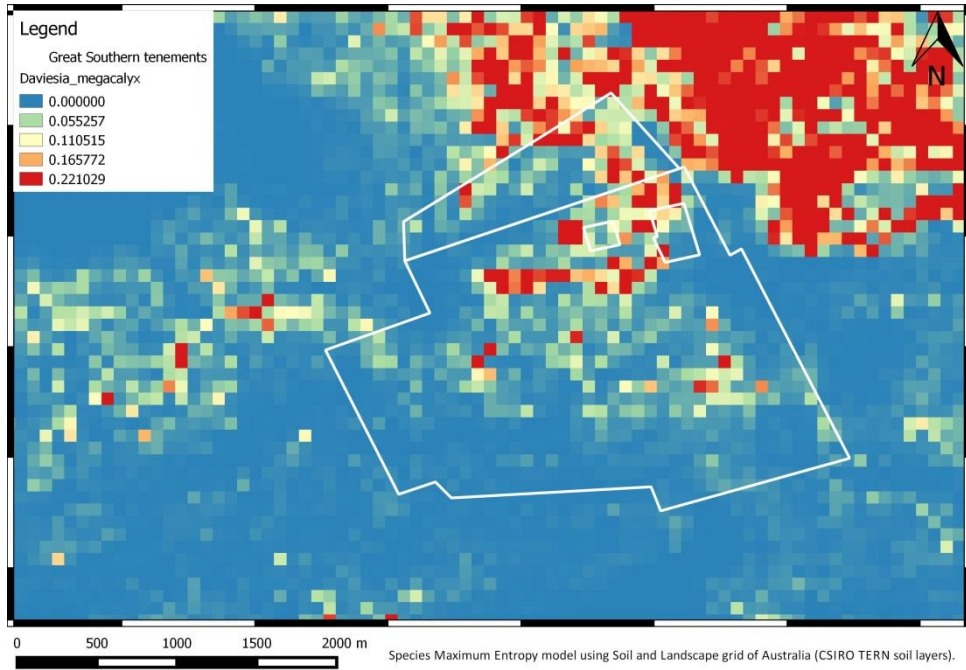 Legend
Great Southern tenements
Daviesia_megacalyx
0.000000
0.055257
0.110515
0.165772
0.221029
N
0 500 1000 1500 2000 m
Species Maximum Entropy model using Soil and Landscape grid of Australia (CSIRO TERN soil layers).